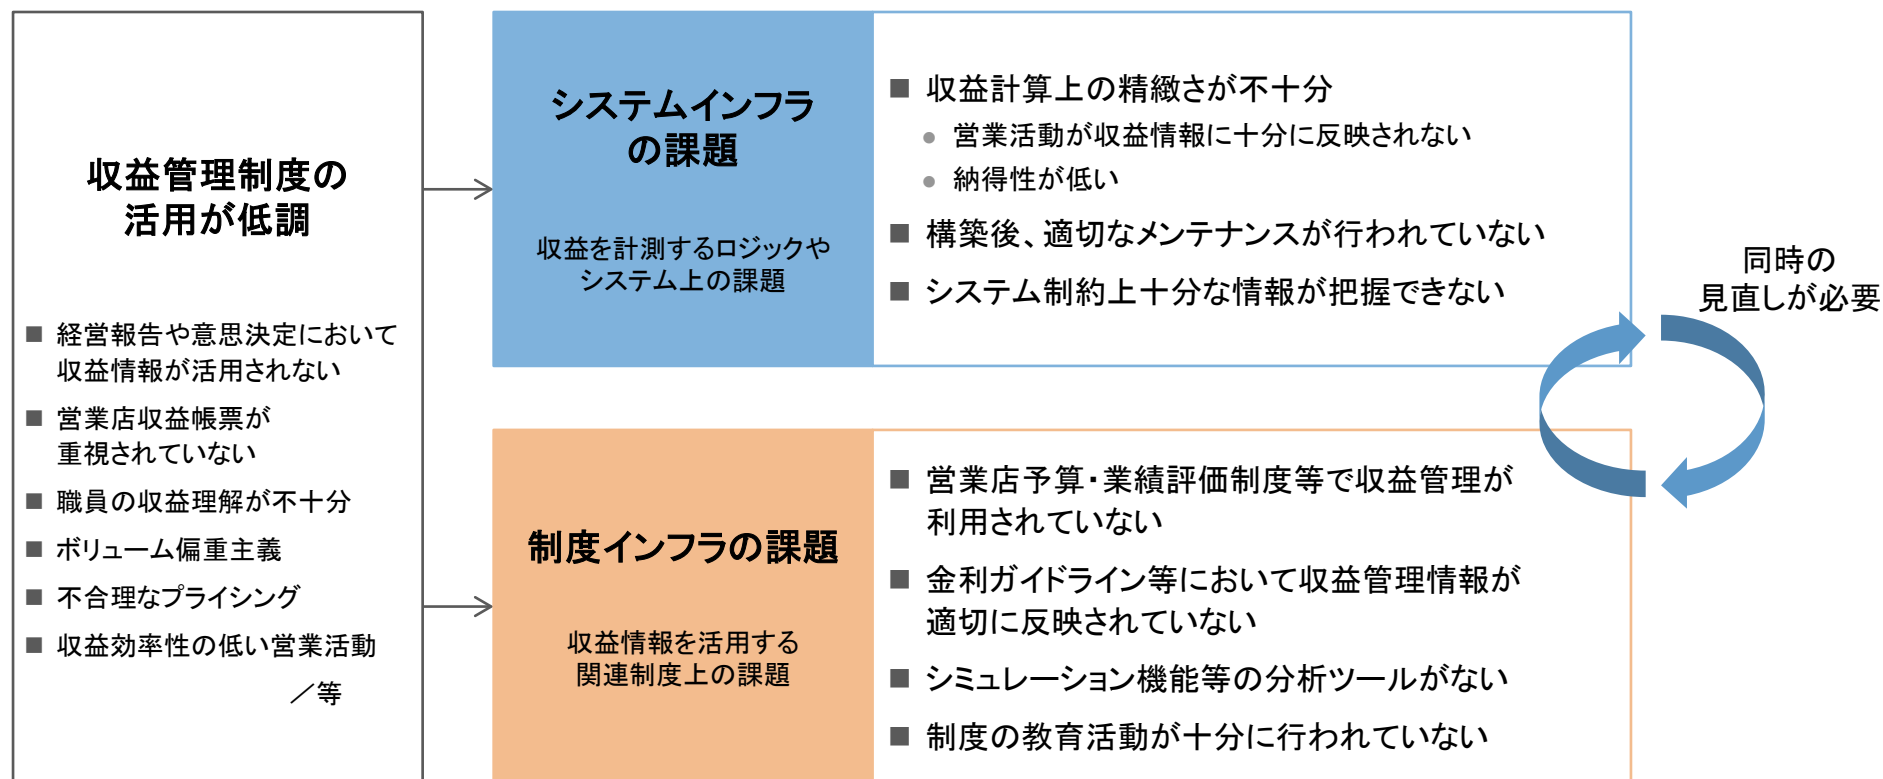 収益管理制度の
活用が低調
■ 経営報告や意思決定において
収益情報が活用されない
■ 営業店収益帳票が
重視されていない
■ 職員の収益理解が不十分
■ ボリューム偏重主義
■ 不合理なプライシング
■ 収益効率性の低い営業活動
／等
システムインフラ
の課題
収益を計測するロジックや
システム上の課題
■ 収益計算上の精緻さが不十分
● 営業活動が収益情報に十分に反映されない
● 納得性が低い
■ 構築後、適切なメンテナンスが行われていない
■ システム制約上十分な情報が把握できない
制度インフラの課題
収益情報を活用する
関連制度上の課題
■ 営業店予算・業績評価制度等で収益管理が
利用されていない
■ 金利ガイドライン等において収益管理情報が
適切に反映されていない
■ シミュレーション機能等の分析ツールがない
■ 制度の教育活動が十分に行われていない
同時の
見直しが必要